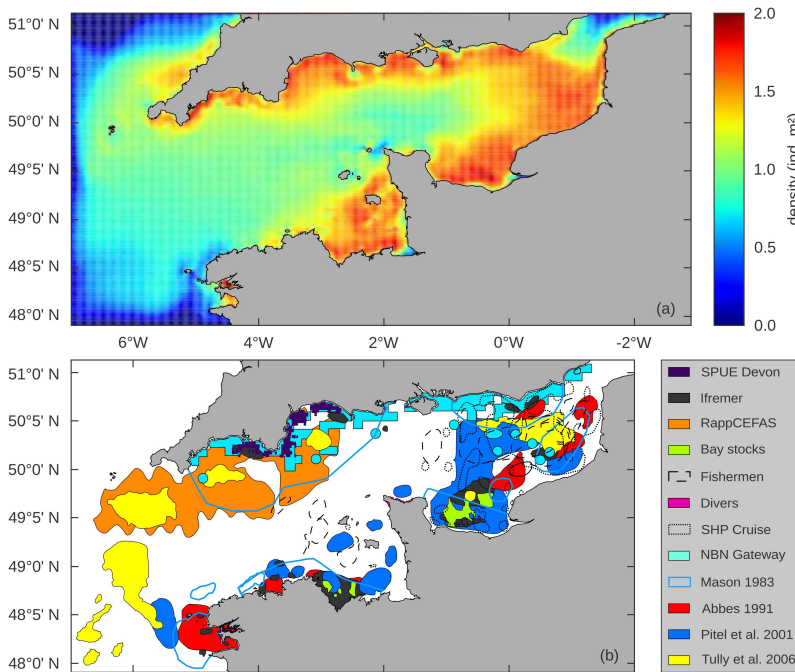 51°0' N
50°5' N
50°0' N
49°5' N
49°0' N
48°5' N
48°0' N
(a)
6°W
4°W
2°W
0°W
-2°W
2.0
1.5
1.0
0.5
0.0
density (ind. m²)
51°0' N
50°5' N
50°0' N
49°5' N
49°0' N
48°5' N
48°0' N
(b)
SPUE Devon
Ifremer
RappCEFAS
Bay stocks
Fishermen
Divers
SHP Cruise
NBN Gateway
Mason 1983
Abbes 1991
Pitel et al. 2001
Tully et al. 2006